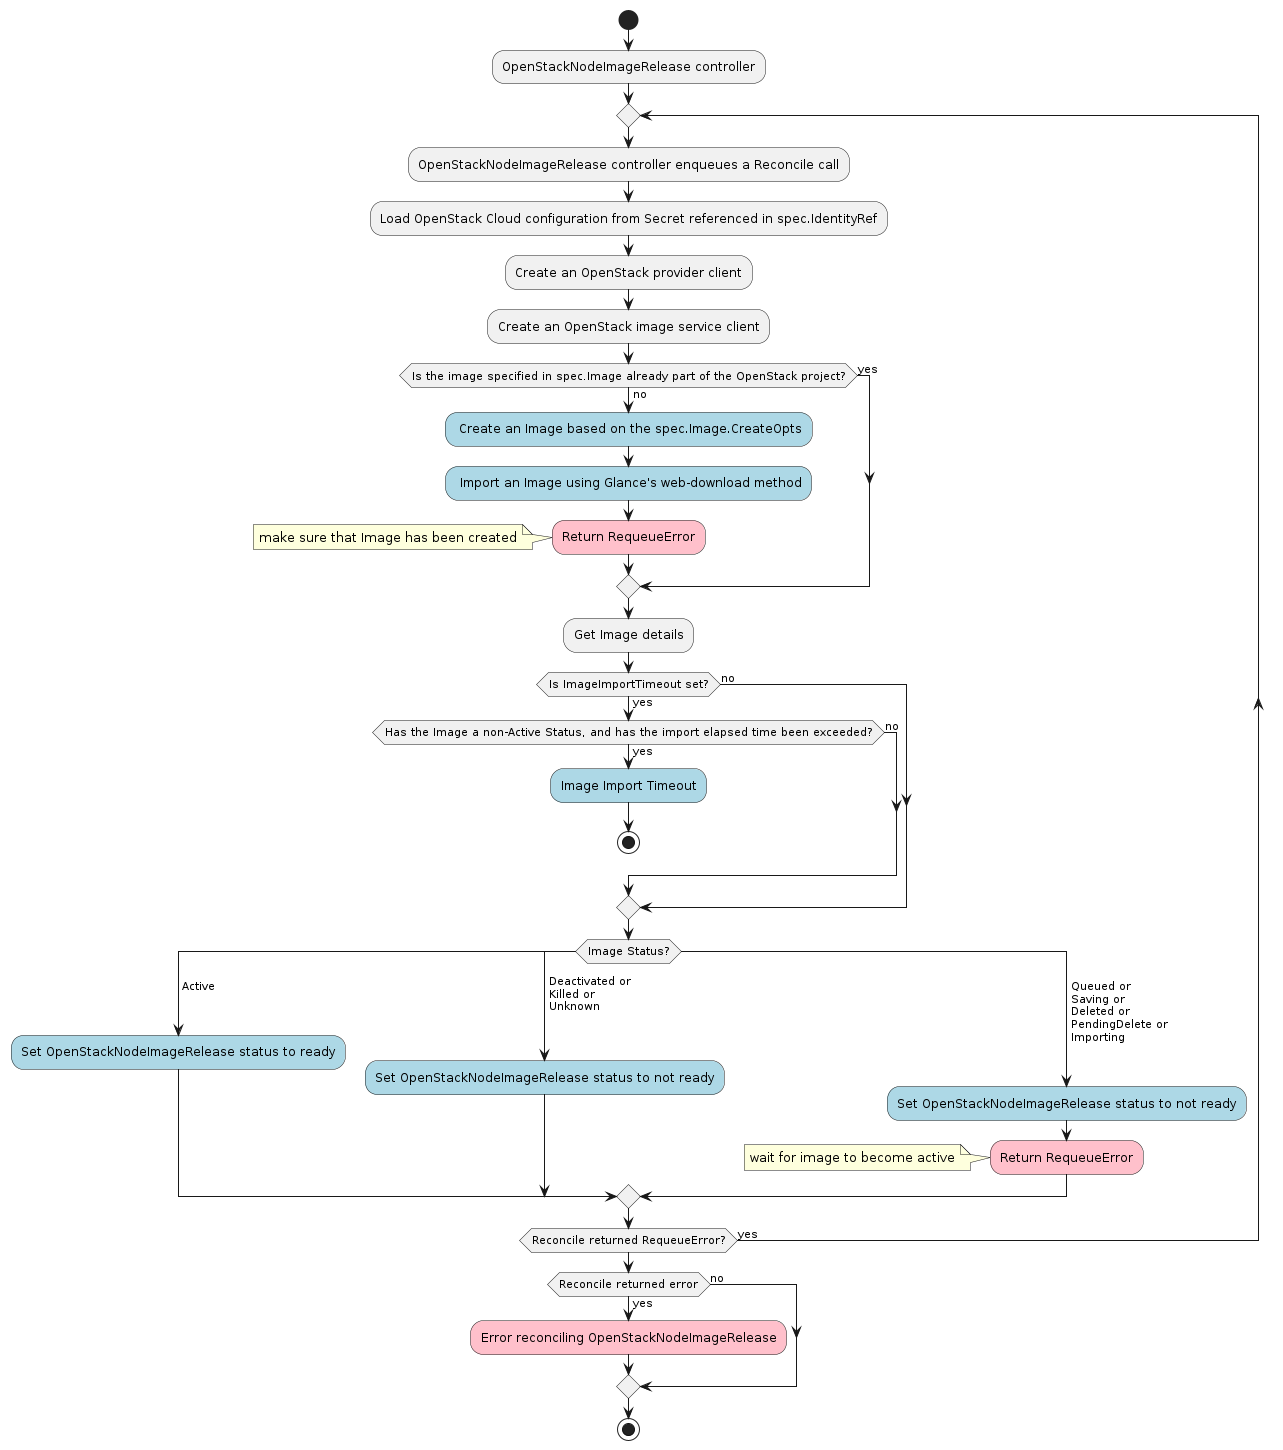 OpenStackNodeImageRelease controller
OpenStackNodeImageRelease controller enqueues a Reconcile call
Load OpenStack Cloud configuration from Secret referenced in spec.IdentityRef
Create an OpenStack provider client
Create an OpenStack image service client
Is the image specified in spec.Image already part of the OpenStack project?
yes
no
Create an Image based on the spec.Image.CreateOpts
Import an Image using Glance's web-download method
make sure that Image has been created
Return RequeueError
Get Image details
Is ImageImportTimeout set?
no
yes
Has the Image a non-Active Status, and has the import elapsed time been exceeded?
no
yes
Image Import Timeout
Image Status?
Active
Set OpenStackNodeImageRelease status to ready
Deactivated or
Killed or
Unknown
Set OpenStackNodeImageRelease status to not ready
Queued or
Saving or
Deleted or
PendingDelete or
Importing
Set OpenStackNodeImageRelease status to not ready
wait for image to become active
Return RequeueError
Reconcile returned RequeueError?
yes
Reconcile returned error
no
yes
Error reconciling OpenStackNodeImageRelease